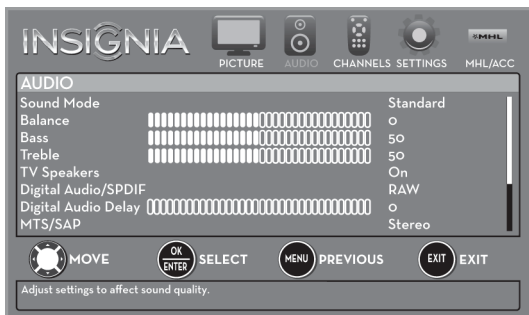 INSIGNIA
PICTURE AUDIO CHANNELS SETTINGS MHL/ACC
MHL
AUDIO
Sound Mode Standard
Balance 0
Bass 50
Treble 50
TV Speakers On
Digital Audio/SPDIF RAW
Digital Audio Delay 0
MTS/SAP Stereo
MOVE OK ENTER SELECT MENU PREVIOUS EXIT EXIT
Adjust settings to affect sound quality.